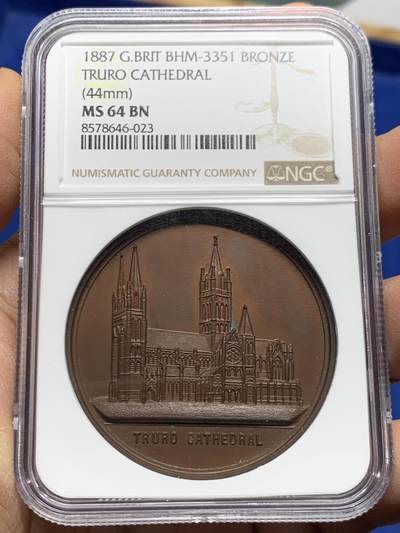 1887 G.BRIT BHM-3351 BRONZE
TRURO CATHEDRAL
(44mm)
MS 64 BN
8578646-023
NUMISMATIC GUARANTY COMPANY NGC®
TRURO CATHEDRAL